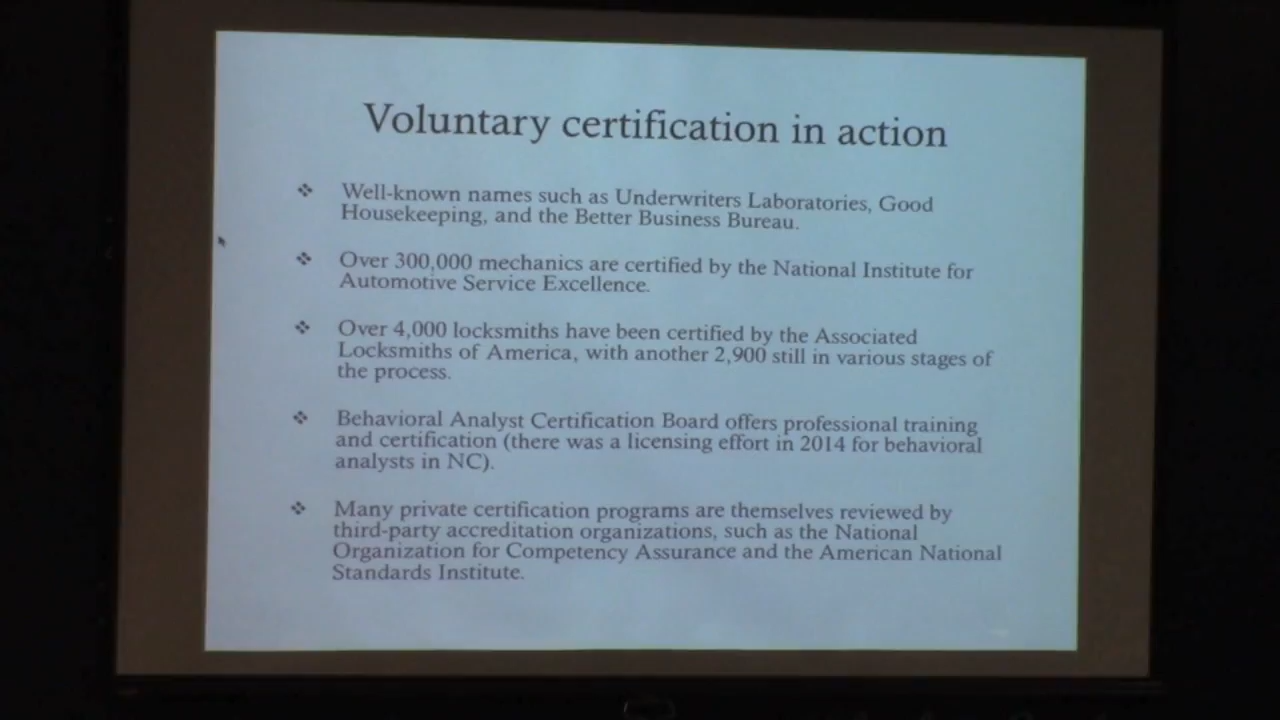 Voluntary certification in action
❖ Well-known names such as Underwriters Laboratories, Good
Housekeeping, and the Better Business Bureau.
❖ Over 300,000 mechanics are certified by the National Institute for
Automotive Service Excellence.
❖ Over 4,000 locksmiths have been certified by the Associated
Locksmiths of America, with another 2,900 still in various stages of
the process.
❖ Behavioral Analyst Certification Board offers professional training
and certification (there was a licensing effort in 2014 for behavioral
analysts in NC).
❖ Many private certification programs are themselves reviewed by
third-party accreditation organizations, such as the National
Organization for Competency Assurance and the American National
Standards Institute.